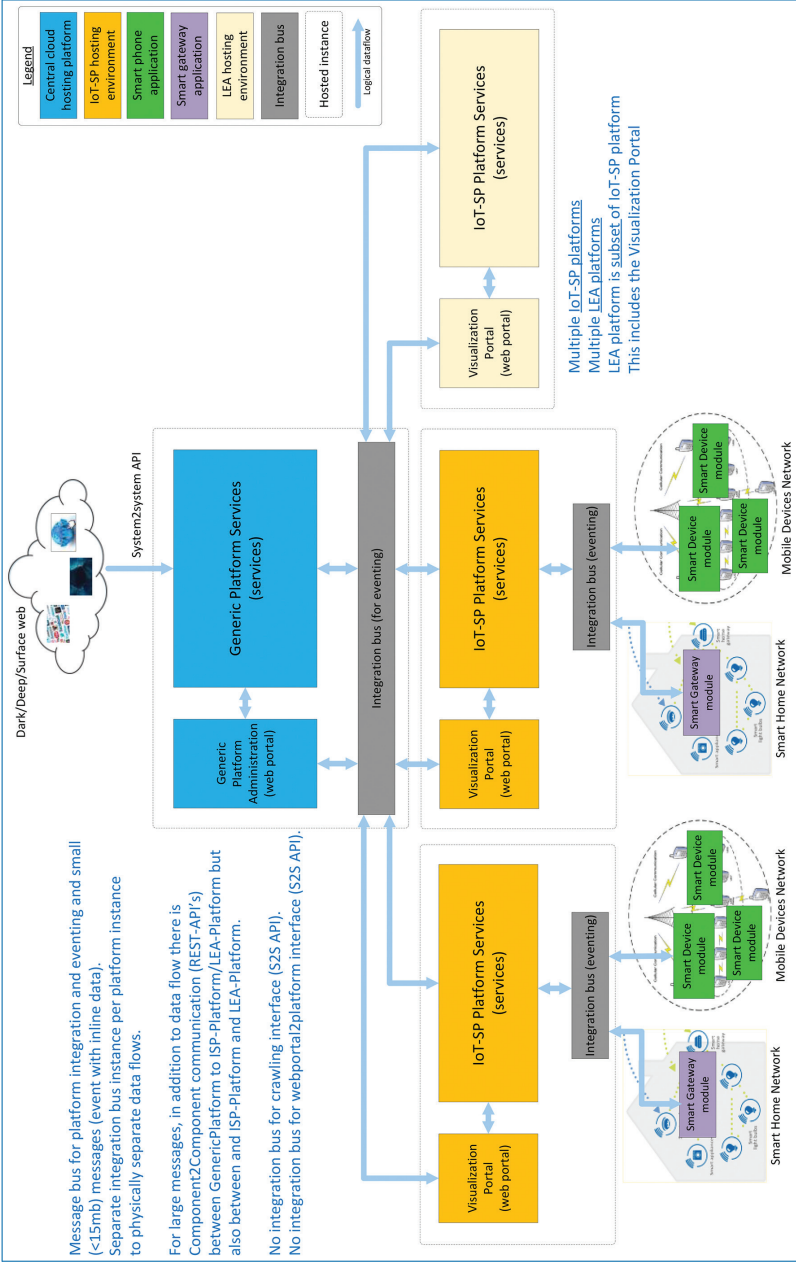 Dark/Deep/Surface web
System2system API
Message bus for platform integration and eventing and small
(<15mb) messages (event with inline data).
Separate integration bus instance per platform instance
to physically separate data flows.
For large messages, in addition to data flow there is
Component2Component communication (REST-API's)
between GenericPlatform to ISP-Platform/LEA-Platform but
also between and ISP-Platform and LEA-Platform.
No integration bus for crawling interface (S2S API).
No integration bus for webportal2platform interface (S2S API).
Legend
Central cloud
hosting platform
IoT-SP hosting
environment
Smart phone
application
Smart gateway
application
LEA hosting
environment
Integration bus
Hosted instance
Logical dataflow
Generic
Platform
Administration
(web portal)
Generic Platform Services
(services)
Integration bus (for eventing)
Visualization
Portal
(web portal)
IoT-SP Platform Services
(services)
Integration bus (eventing)
Visualization
Portal
(web portal)
IoT-SP Platform Services
(services)
Integration bus (eventing)
Visualization
Portal
(web portal)
IoT-SP Platform Services
(services)
Multiple IoT-SP platforms
Multiple LEA platforms
LEA platform is subset of IoT-SP platform
This includes the Visualization Portal
Smart Gateway
module
Smart
light bulbs
Smart Home Network
Cellular Communication
Smart Device
module
Smart Device
module
Smart Device
module
Mobile Devices Network
Smart Gateway
module
Smart
light bulbs
Smart Home Network
Cellular Communication
Smart Device
module
Smart Device
module
Smart Device
module
Mobile Devices Network